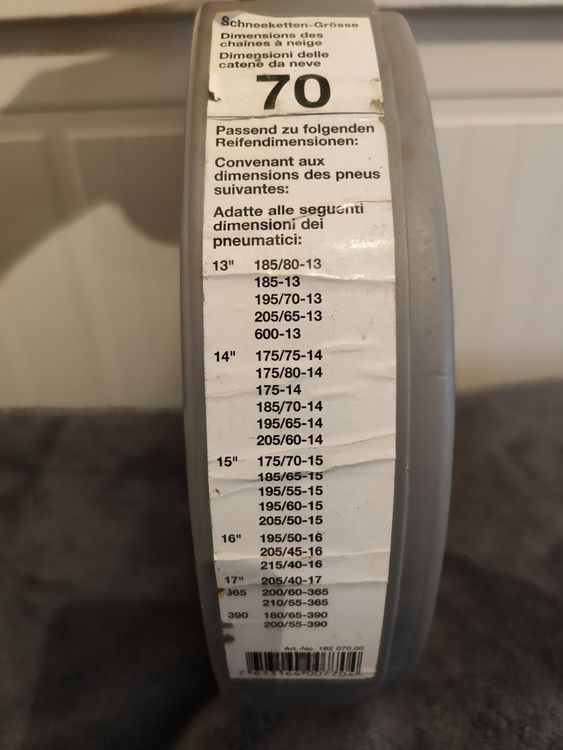 Schneeketten-Grösse
Dimensions des
chaînes à neige
Dimensioni delle
catene da neve
70
Passend zu folgenden
Reifendimensionen:
Convenant aux
dimensions des pneus
suivantes:
Adatte alle seguenti
dimensioni dei
pneumatici:
13" 185/80-13
185-13
195/70-13
205/65-13
600-13
14" 175/75-14
175/80-14
175-14
185/70-14
195/65-14
205/60-14
15" 175/70-15
185/65-15
195/55-15
195/60-15
205/50-15
16" 195/50-16
205/45-16
215/40-16
17" 205/40-17
365 200/60-365
210/55-365
390 180/65-390
200/55-390
Art.-No. 182 070.00
7 613164 007704